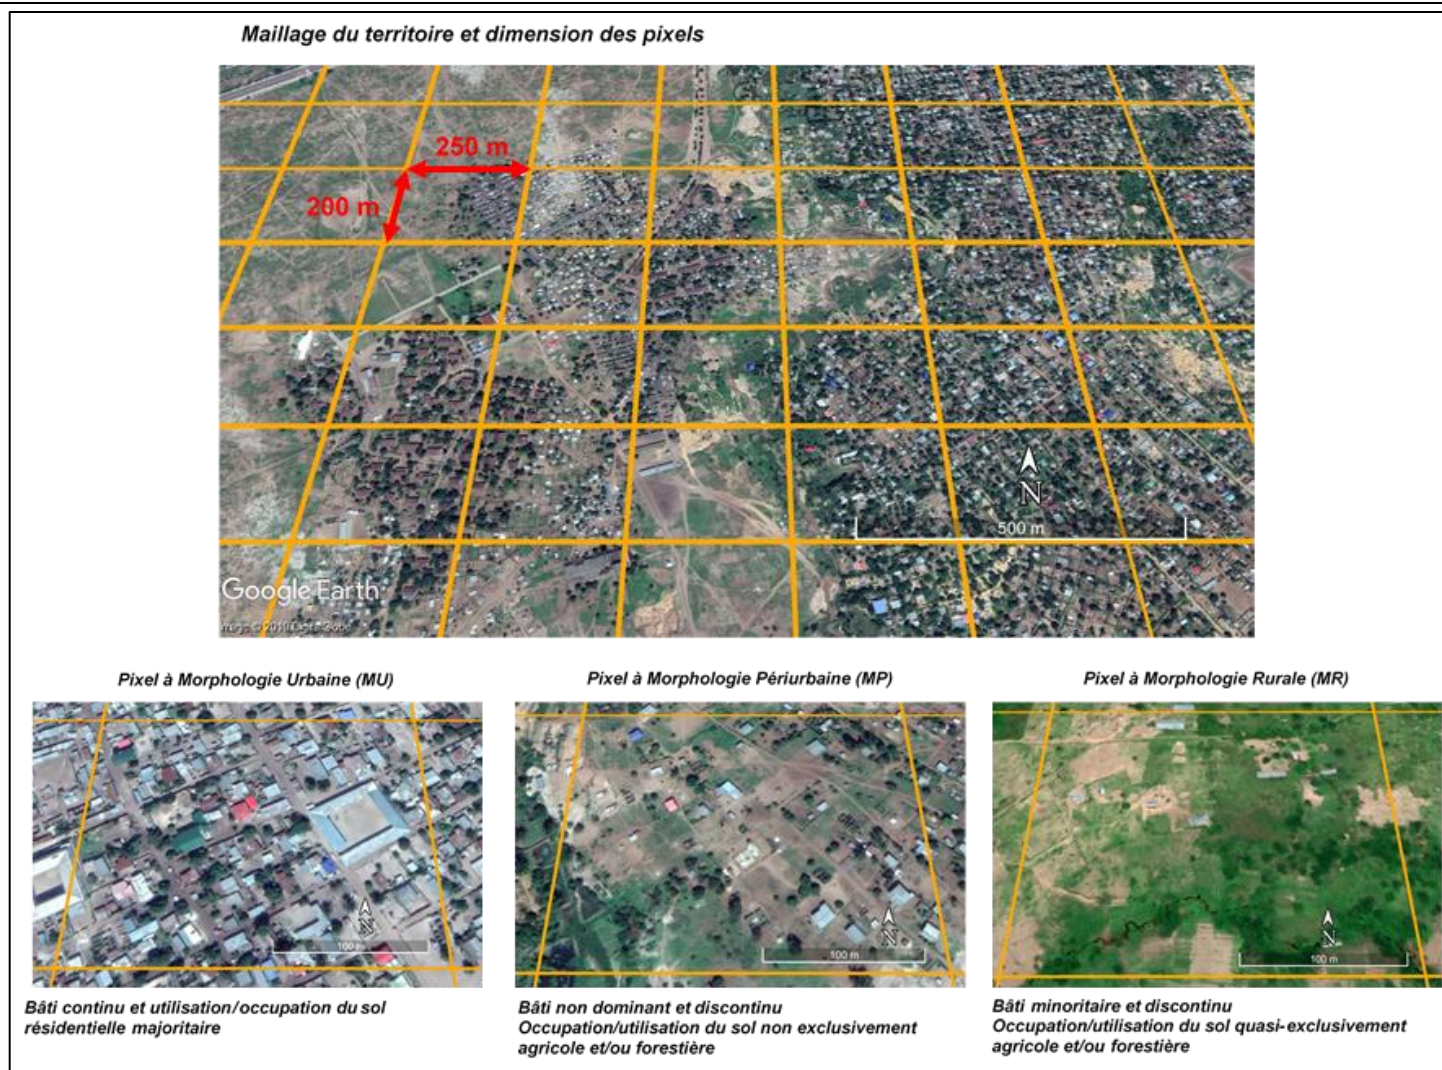 Maillage du territoire et dimension des pixels
250 m
200 m
N
500 m
Google Earth
Pixel à Morphologie Urbaine (MU)
Pixel à Morphologie Périurbaine (MP)
Pixel à Morphologie Rurale (MR)
N
100 m
N
100 m
N
100 m
Bâti continu et utilisation/occupation du sol
résidentielle majoritaire
Bâti non dominant et discontinu
Occupation/utilisation du sol non exclusivement
agricole et/ou forestière
Bâti minoritaire et discontinu
Occupation/utilisation du sol quasi-exclusivement
agricole et/ou forestière